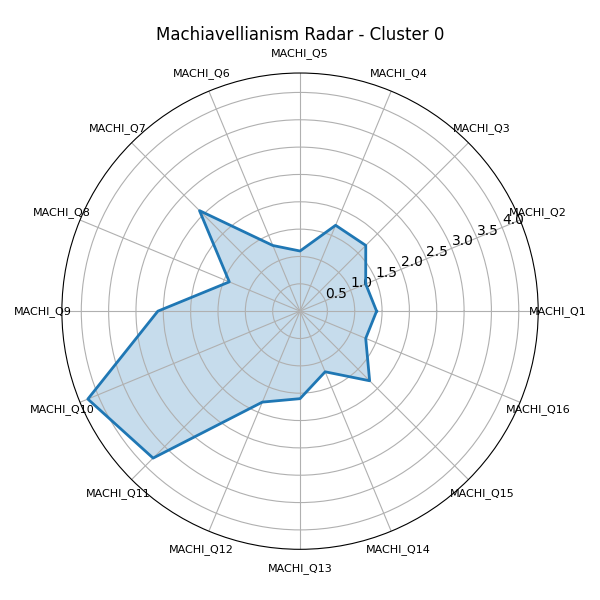 Machiavellianism Radar - Cluster 0
MACHI_Q5
MACHI_Q6
MACHI_Q4
MACHI_Q7
MACHI_Q3
MACHI_Q8
MACHI_Q2
4.0
3.5
3.0
2.5
2.0
1.5
1.0
0.5
MACHI_Q9
MACHI_Q1
MACHI_Q10
MACHI_Q16
MACHI_Q11
MACHI_Q15
MACHI_Q12
MACHI_Q14
MACHI_Q13